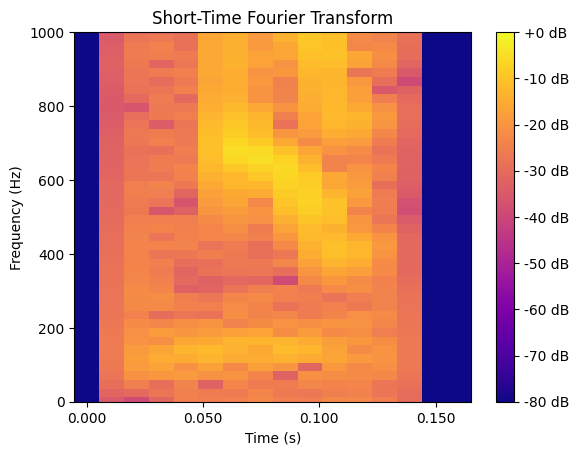 Short-Time Fourier Transform
Frequency (Hz)
1000
800
600
400
200
0
0.000
0.050
0.100
0.150
Time (s)
+0 dB
-10 dB
-20 dB
-30 dB
-40 dB
-50 dB
-60 dB
-70 dB
-80 dB